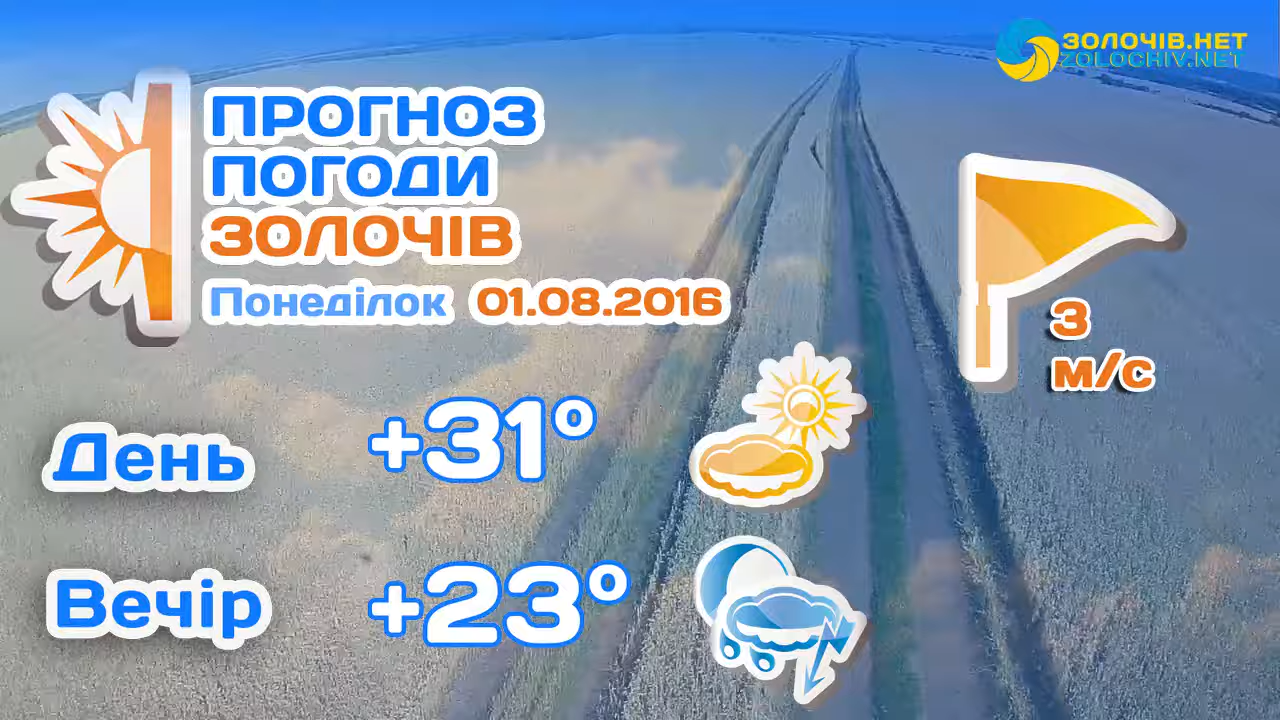 ЗОЛОЧІВ.НЕТ
ZOLOCHIV.NET
ПРОГНОЗ
ПОГОДИ
ЗОЛОЧІВ
Понеділок 01.08.2016
3
м/с
День +31°
Вечір +23°